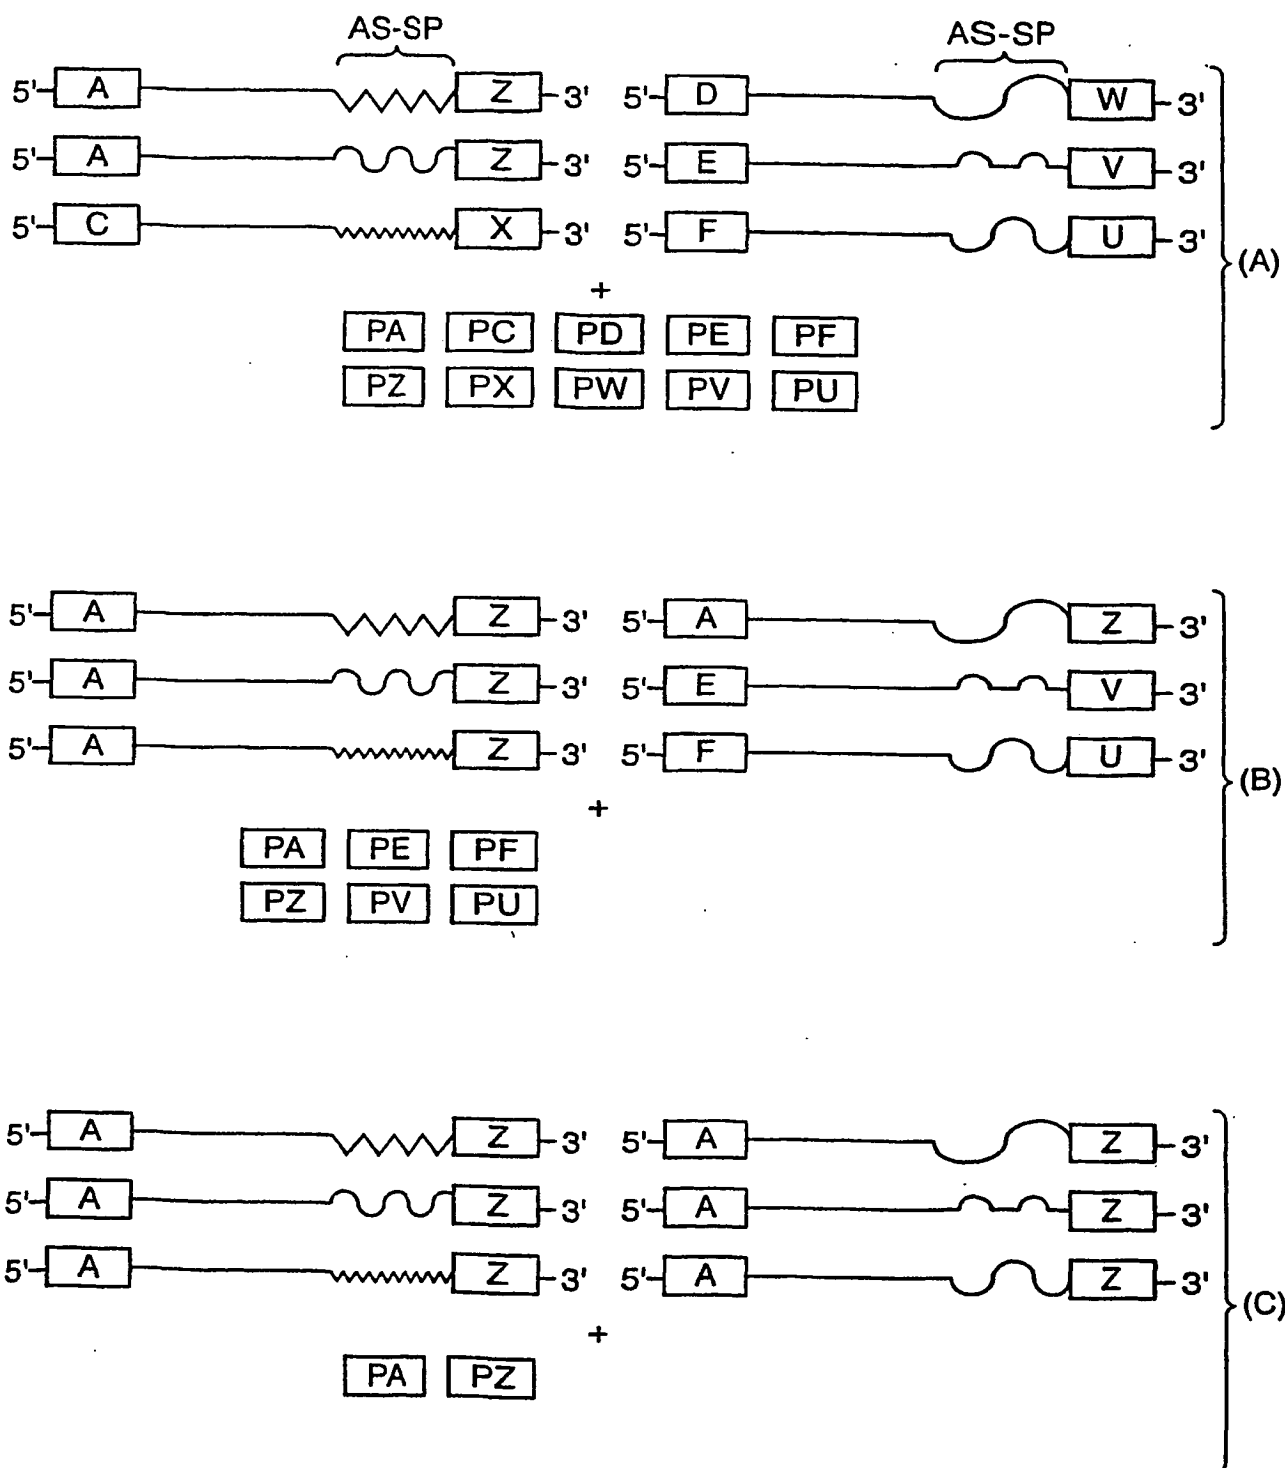 AS-SP AS-SP
5' A Z 3' 5' D W 3'
5' A Z 3' 5' E V 3'
5' C X 3' 5' F U 3'
(A)
+
PA PC PD PE PF
PZ PX PW PV PU
5' A Z 3' 5' A Z 3'
5' A Z 3' 5' E V 3'
5' A Z 3' 5' F U 3'
(B)
+
PA PE PF
PZ PV PU
5' A Z 3' 5' A Z 3'
5' A Z 3' 5' A Z 3'
5' A Z 3' 5' A Z 3'
(C)
+
PA PZ